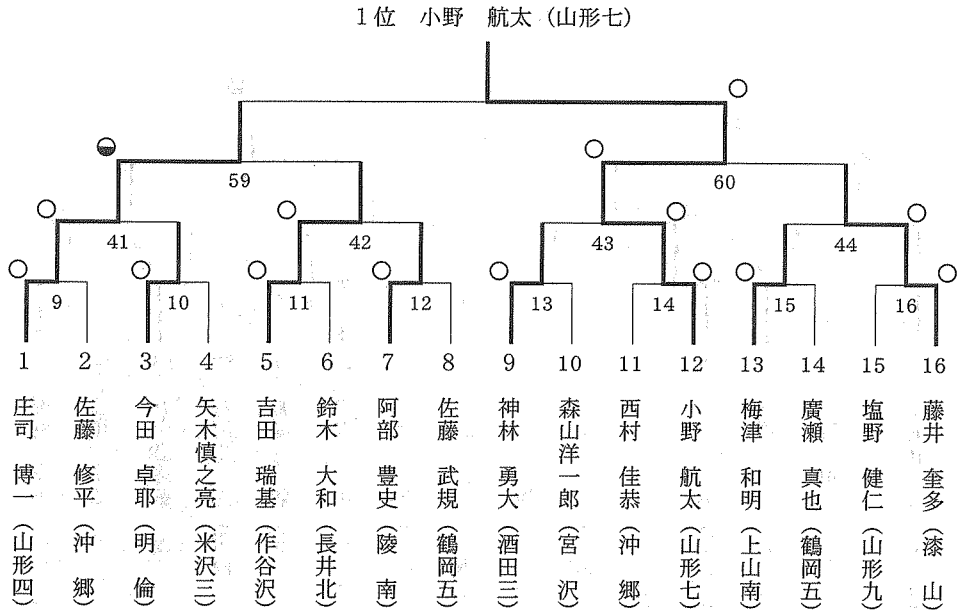 1位 小野 航太 (山形七)
59
60
41
42
43
44
9
10
11
12
13
14
15
16
1 庄司 博一 (山形四)
2 佐藤 修平 (沖 郷)
3 今田 卓耶 (明 倫)
4 矢木慎之亮 (米沢三)
5 吉田 瑞基 (作谷沢)
6 鈴木 大和 (長井北)
7 阿部 豊史 (陵 南)
8 佐藤 武規 (鶴岡五)
9 神林 勇大 (酒田三)
10 森山洋一郎 (宮 沢)
11 西村 佳恭 (沖 郷)
12 小野 航太 (山形七)
13 梅津 和明 (上山南)
14 廣瀬 真也 (鶴岡五)
15 塩野 健仁 (山形九)
16 藤井 奎多 (漆 山)